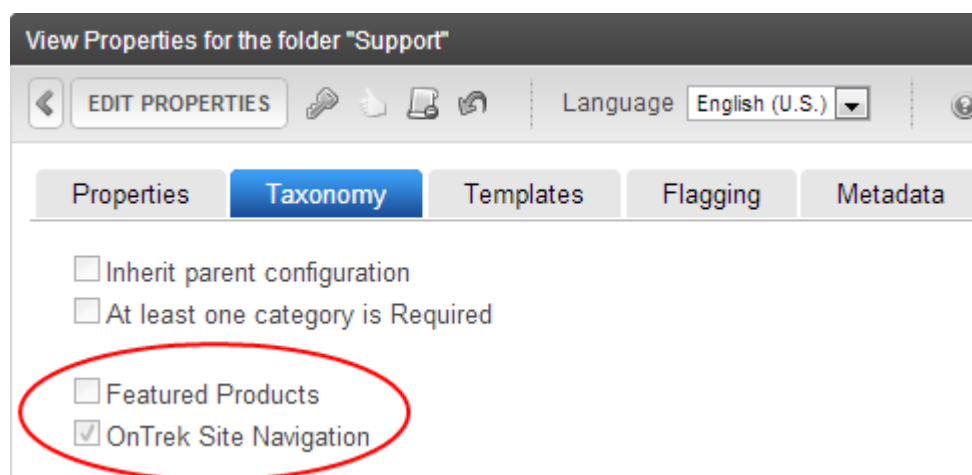 View Properties for the folder "Support"
EDIT PROPERTIES Language English (U.S.)
Properties Taxonomy Templates Flagging Metadata
Inherit parent configuration
At least one category is Required
Featured Products
OnTrek Site Navigation